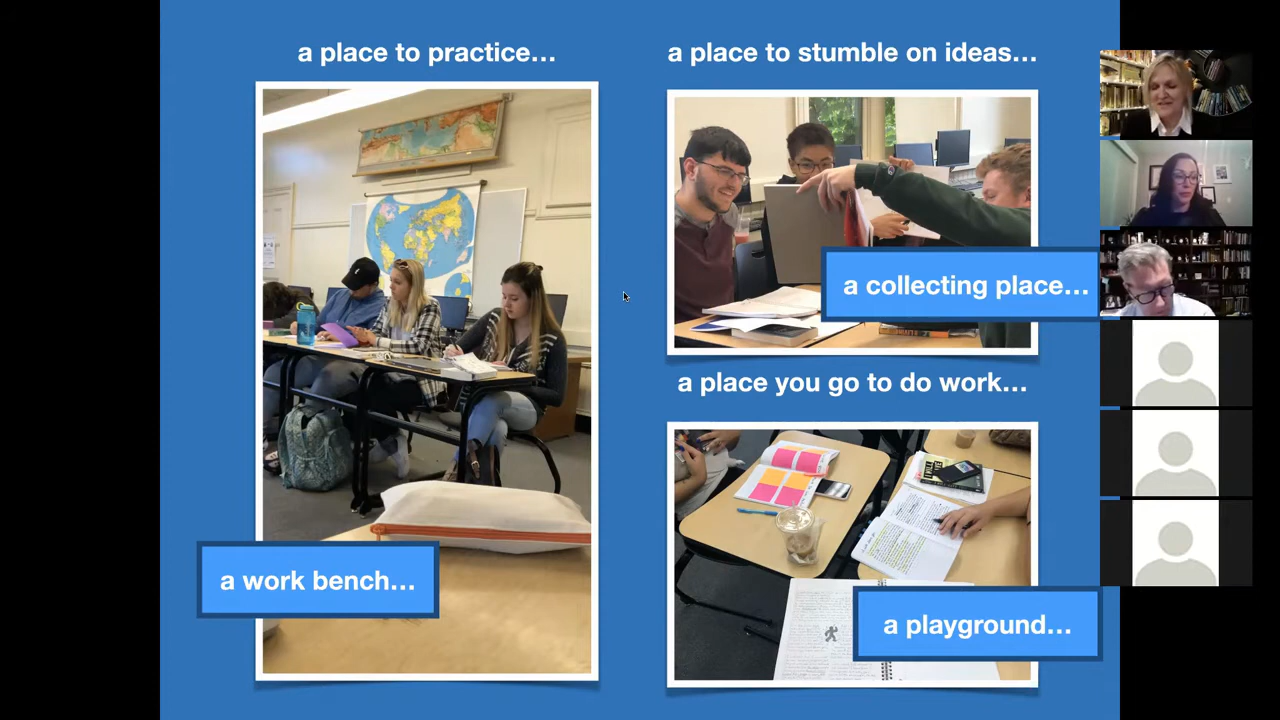 a place to practice...
a place to stumble on ideas...
a collecting place...
a place you go to do work...
a work bench...
a playground...